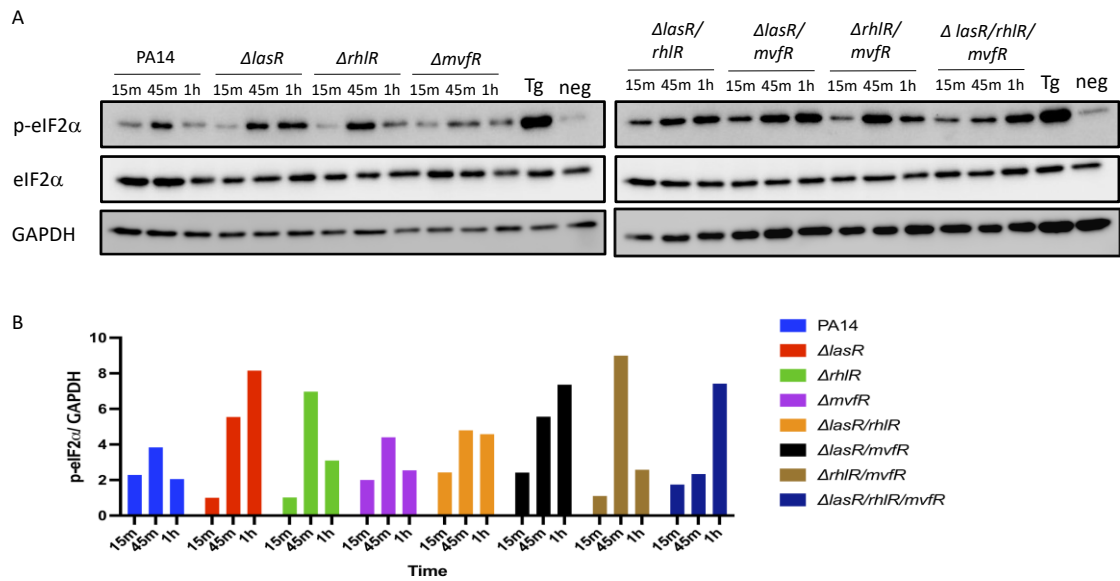 A
PA14 ΔlasR ΔrhlR ΔmvfR
15m 45m 1h 15m 45m 1h 15m 45m 1h 15m 45m 1h Tg neg
ΔlasR/ ΔlasR/ ΔrhlR/ Δ lasR/rhlR/
rhlR mvfR mvfR mvfR
15m 45m 1h 15m 45m 1h 15m 45m 1h 15m 45m 1h Tg neg
p-eIF2α
eIF2α
GAPDH
B
p-eIF2α/ GAPDH
10
8
6
4
2
0
15m 45m 1h 15m 45m 1h 15m 45m 1h 15m 45m 1h 15m 45m 1h 15m 45m 1h 15m 45m 1h 15m 45m 1h
Time
PA14
ΔlasR
ΔrhlR
ΔmvfR
ΔlasR/rhlR
ΔlasR/mvfR
ΔrhlR/mvfR
ΔlasR/rhlR/mvfR